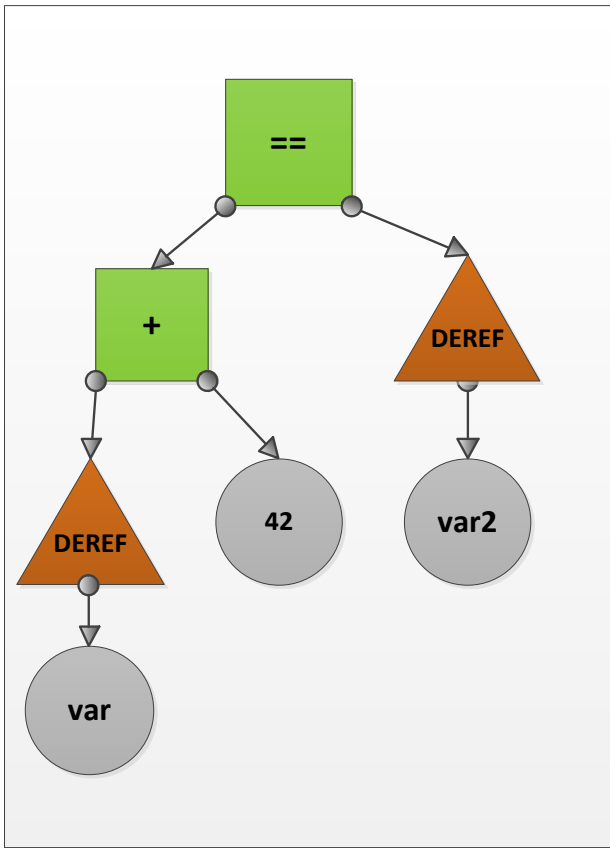 ==
+
DEREF
DEREF
42
var2
var